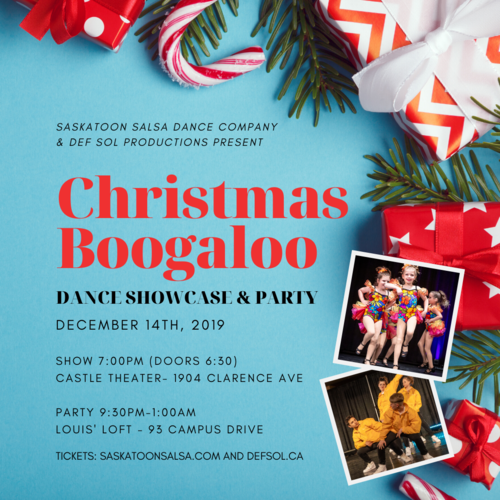 SASKATOON SALSA DANCE COMPANY
& DEF SOL PRODUCTIONS PRESENT
Christmas
Boogaloo
DANCE SHOWCASE & PARTY
DECEMBER 14TH, 2019
SHOW 7:00PM (DOORS 6:30)
CASTLE THEATER- 1904 CLARENCE AVE
PARTY 9:30PM-1:00AM
LOUIS' LOFT - 93 CAMPUS DRIVE
TICKETS: SASKATOONSALSA.COM AND DEFSOL.CA